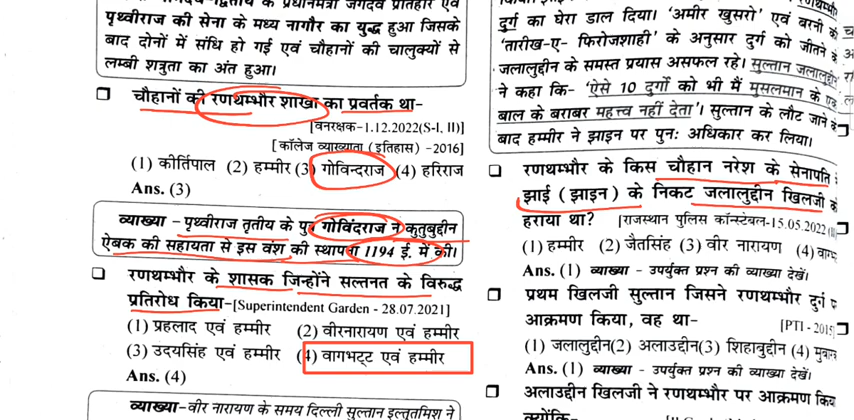 पृथ्वीराज की सेना के मध्य नागौर का युद्ध हुआ जिसके
बाद दोनों में संधि हो गई एवं चौहानों की चालुक्यों से
लम्बी शत्रुता का अंत हुआ।
❑ चौहानों की रणथम्भौर शाखा का प्रवर्तक था-
[वनरक्षक-1.12.2022(S-I, II)]
[कॉलेज व्याख्याता (इतिहास) -2016]
(1) कीर्तिपाल (2) हम्मीर (3) गोविन्दराज (4) हरिराज
Ans. (3)
व्याख्या - पृथ्वीराज तृतीय के गोविंदराज ने कुतुबुद्दीन
ऐबक की सहायता से इस वंश की स्थापना 1194 ई. में की।
❑ रणथम्भौर के शासक जिन्होंने सल्तनत के विरुद्ध
प्रतिरोध किया-[Superintendent Garden - 28.07.2021]
(1) प्रहलाद एवं हम्मीर (2) वीरनारायण एवं हम्मीर
(3) उदयसिंह एवं हम्मीर (4) वागभट्ट एवं हम्मीर
Ans. (4)
व्याख्या-वीर नारायण के समय दिल्ली सुल्तान इल्तुतमिश ने
दुर्ग का घेरा डाल दिया। 'अमीर खुसरो' एवं बरनी की
'तारीख-ए- फिरोजशाही' के अनुसार दुर्ग को जीतने के
जलालुद्दीन के समस्त प्रयास असफल रहे। सुल्तान जलालुद्दीन
ने कहा कि- 'ऐसे 10 दुर्गों को भी मैं मुसलमान के एक
बाल के बराबर महत्त्व नहीं देता'। सुल्तान के लौट जाने के
बाद हम्मीर ने झाइन पर पुनः अधिकार कर लिया।
❑ रणथम्भौर के किस चौहान नरेश के सेनापति ने
झाई (झाइन) के निकट जलालुद्दीन खिलजी को
हराया था? [राजस्थान पुलिस कॉन्स्टेबल-15.05.2022
(1) हम्मीर (2) जैतसिंह (3) वीर नारायण (4)
Ans. (1) व्याख्या - उपर्युक्त प्रश्न की व्याख्या देखें।
❑ प्रथम खिलजी सुल्तान जिसने रणथम्भौर दुर्ग पर
आक्रमण किया, वह था- [PTI - 2015]
(1) जलालुद्दीन(2) अलाउद्दीन(3) शिहाबुद्दीन (4)
Ans. (1) व्याख्या - उपर्युक्त प्रश्न की व्याख्या देखें।
❑ अलाउद्दीन खिलजी ने रणथम्भौर पर आक्रमण किया
क्योंकि-